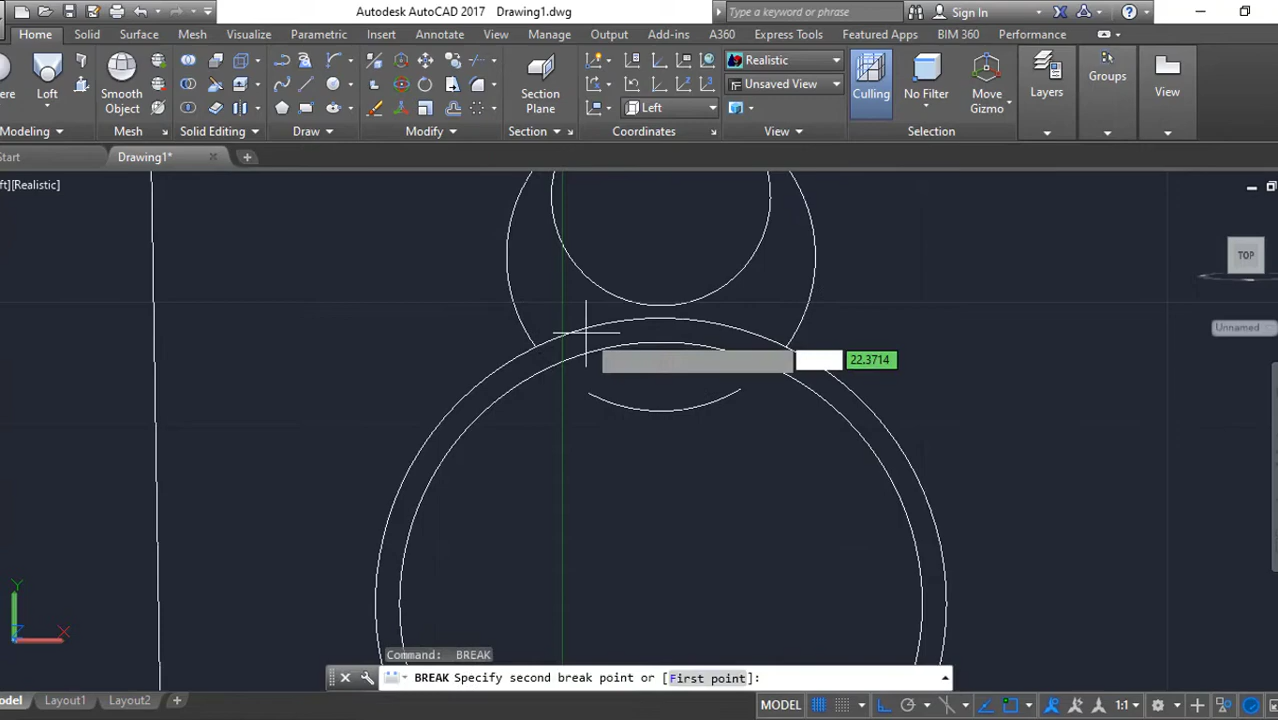 Autodesk AutoCAD 2017 Drawing1.dwg
Type a keyword or phrase
Sign In
Home Solid Surface Mesh Visualize Parametric Insert Annotate View Manage Output Add-ins A360 Express Tools Featured Apps BIM 360 Performance
Realistic
Unsaved View
Left
ere Loft Smooth Object Section Plane Culling No Filter Move Gizmo Layers Groups View
Modeling Mesh Solid Editing Draw Modify Section Coordinates View Selection
Start Drawing1*
ft][Realistic]
TOP
Unnamed
22.3714
Y
X
Command: BREAK
BREAK Specify second break point or [First point]:
odel Layout1 Layout2 MODEL 1:1